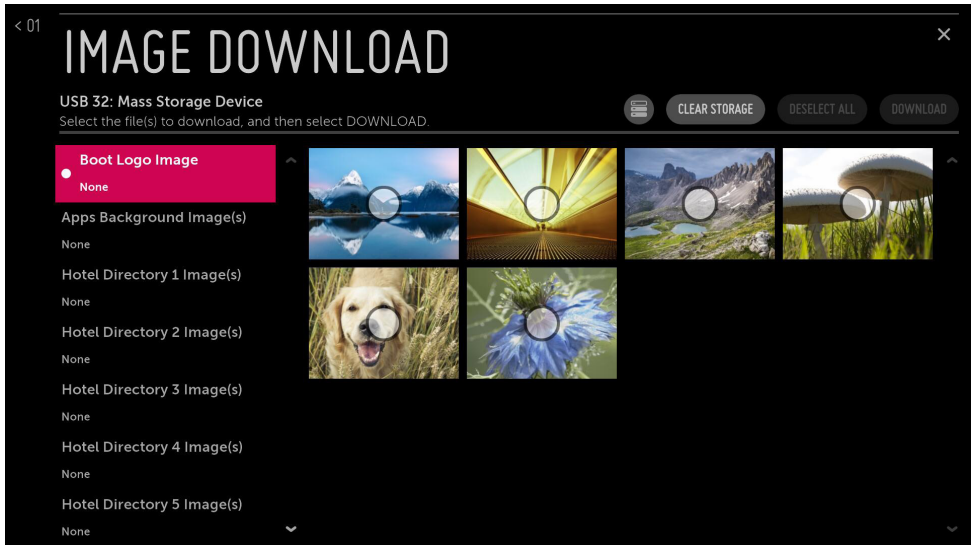 < 01
IMAGE DOWNLOAD
USB 32: Mass Storage Device
Select the file(s) to download, and then select DOWNLOAD.
CLEAR STORAGE
DESELECT ALL
DOWNLOAD
Boot Logo Image
None
Apps Background Image(s)
None
Hotel Directory 1 Image(s)
None
Hotel Directory 2 Image(s)
None
Hotel Directory 3 Image(s)
None
Hotel Directory 4 Image(s)
None
Hotel Directory 5 Image(s)
None